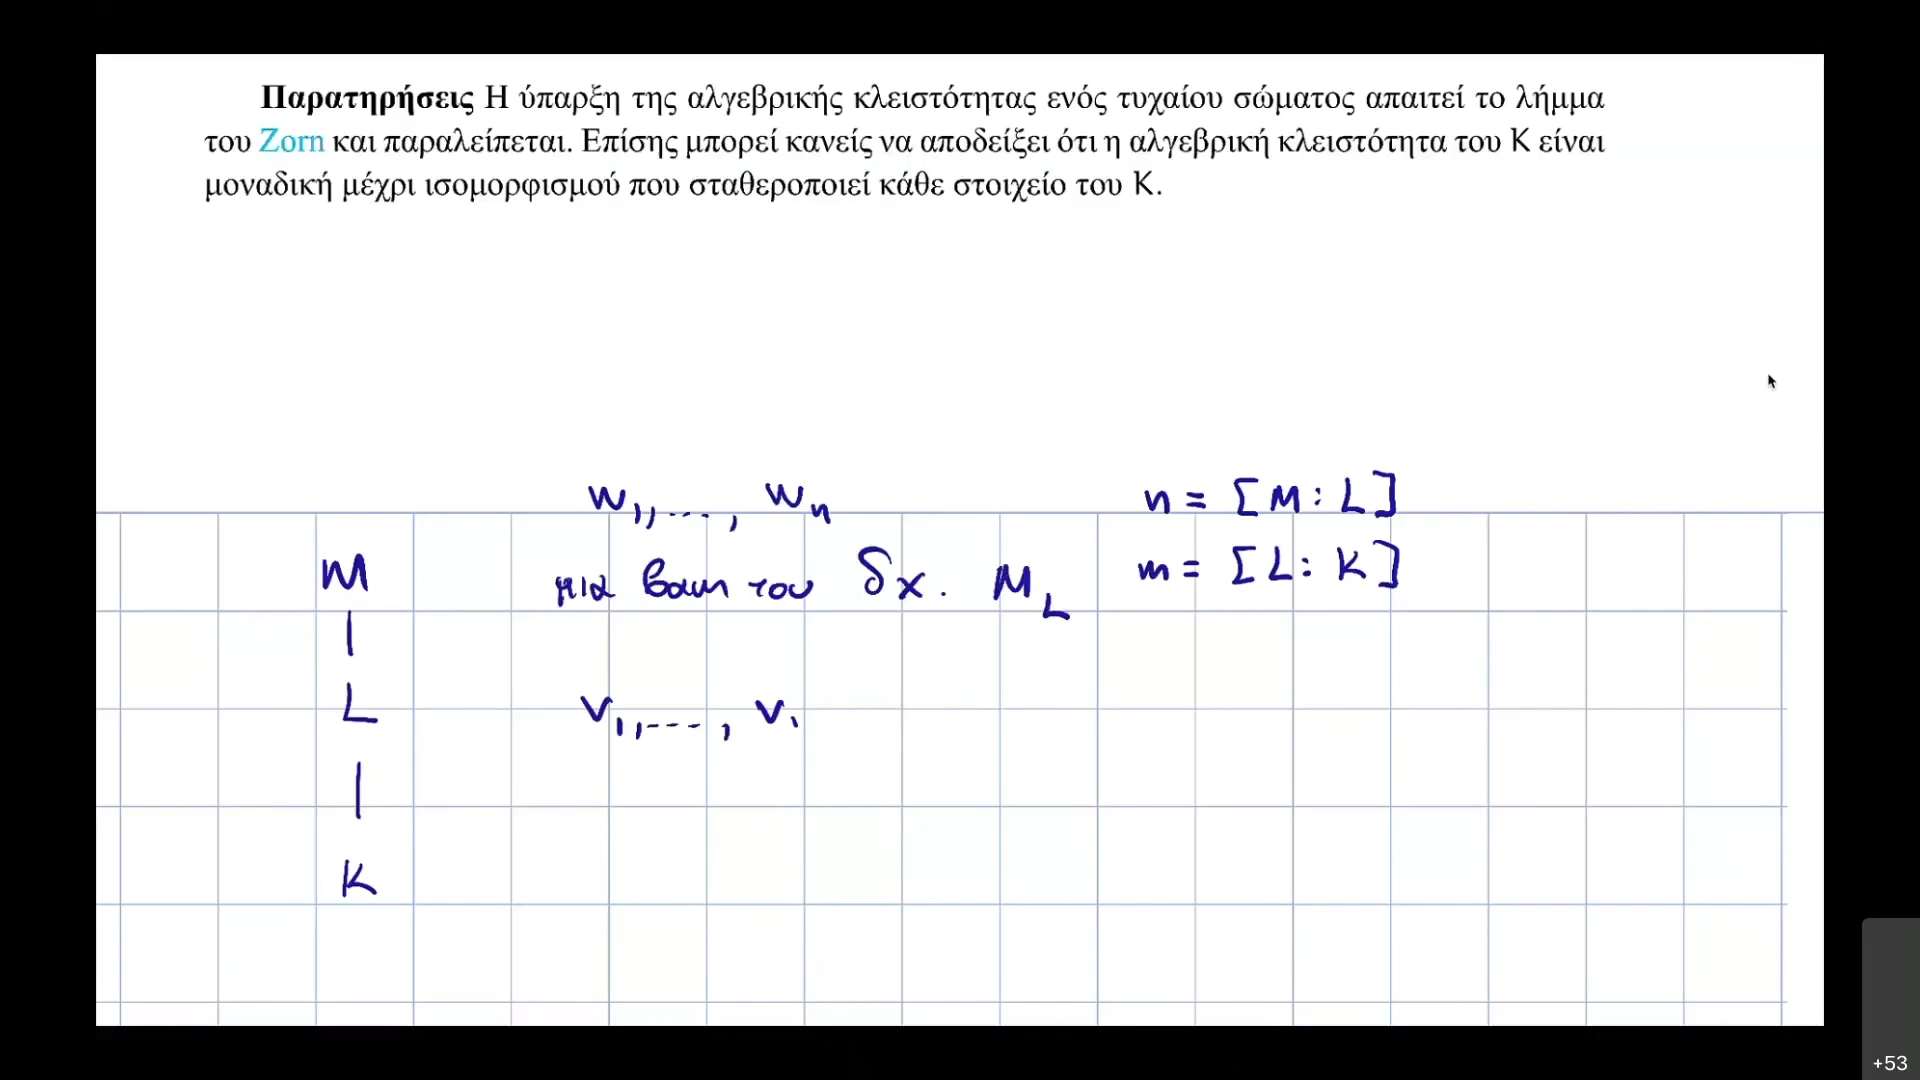 Παρατηρήσεις Η ύπαρξη της αλγεβρικής κλειστότητας ενός τυχαίου σώματος απαιτεί το λήμμα
του Zorn και παραλείπεται. Επίσης μπορεί κανείς να αποδείξει ότι η αλγεβρική κλειστότητα του Κ είναι
μοναδική μέχρι ισομορφισμού που σταθεροποιεί κάθε στοιχείο του Κ.
w₁,..., wₙ
n = [M : L]
M
μια βαση του δχ. M_L
m = [L : K]
|
L
v₁,---, v.
|
K
+53